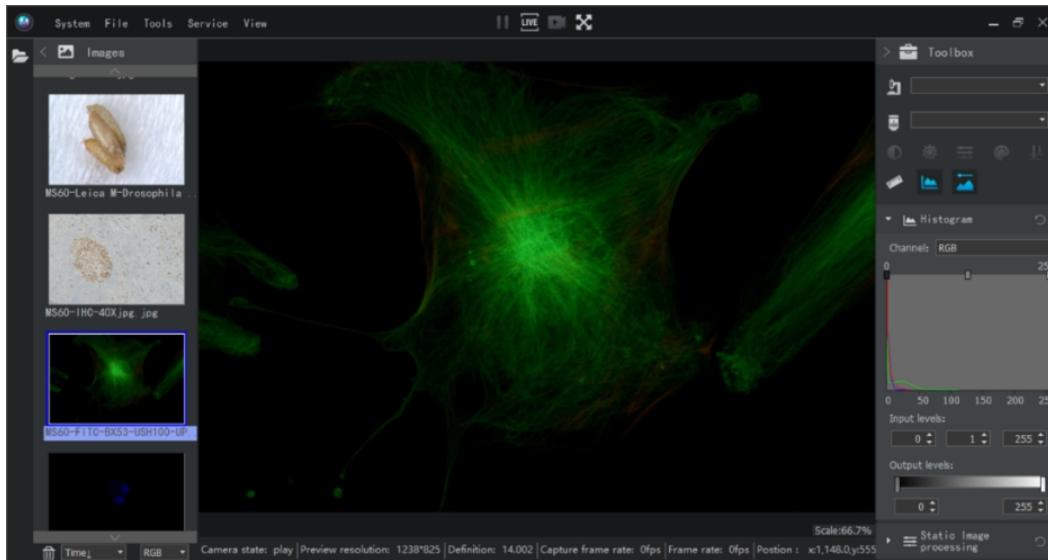 System File Tools Service View
LIVE
Images
Toolbox
MS60-Leica M-Drosophila ..
MS60-IHC-40Xjpg.jpg
MS60-FITC-BX53-USH100-UP.
Histogram
Channel: RGB
0 25
0 50 100 150 200 25
Input levels:
0 1 255
Output levels:
0 255
Scale:66.7%
Static Image
processing
Time↓ RGB Camera state: play Preview resolution: 1238*825 Definition: 14.002 Capture frame rate: 0fps Frame rate: 0fps Postion : x:1,148.0,y:555